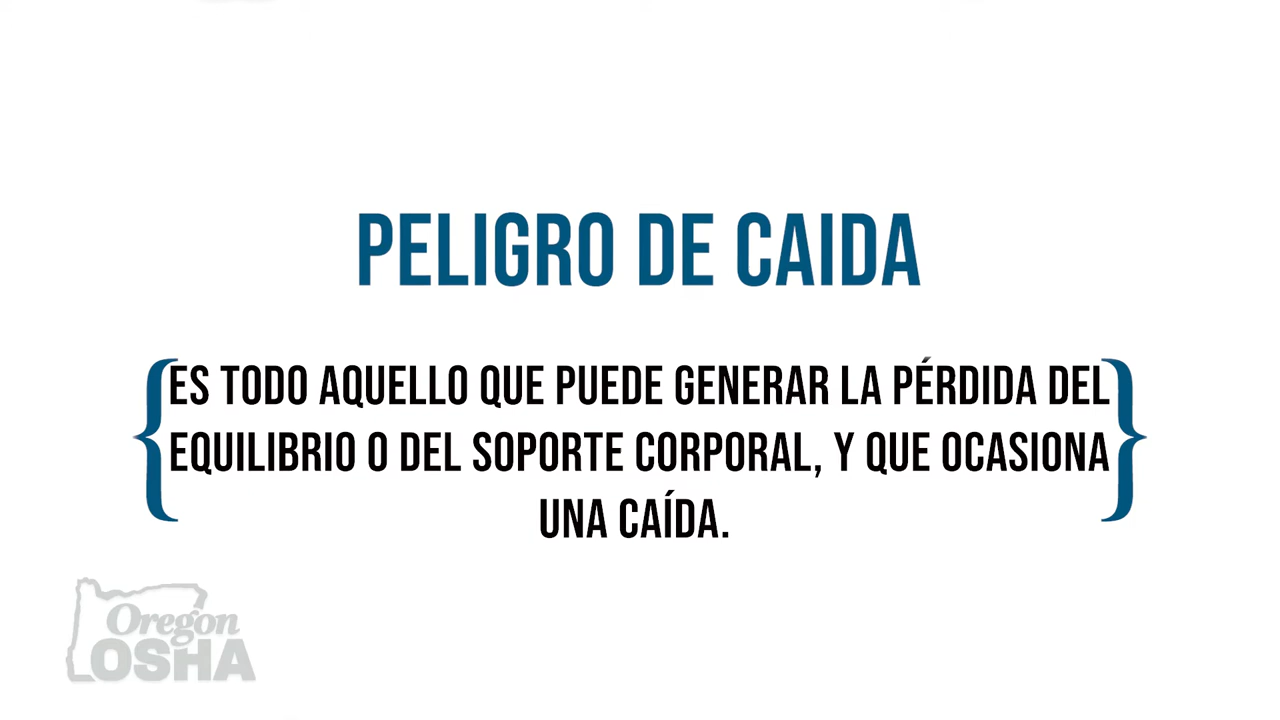 PELIGRO DE CAIDA
ES TODO AQUELLO QUE PUEDE GENERAR LA PÉRDIDA DEL
EQUILIBRIO O DEL SOPORTE CORPORAL, Y QUE OCASIONA
UNA CAÍDA.
Oregon
OSHA